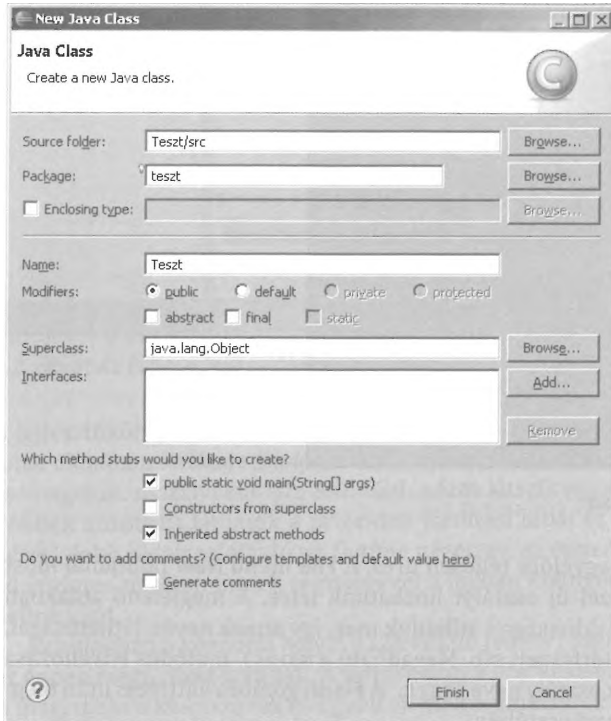 New Java Class
Java Class
Create a new Java class.
Source folder: Teszt/src Browse...
Package: teszt Browse...
Enclosing type: Browse...
Name: Teszt
Modifiers: public default private protected
abstract final static
Superclass: java.lang.Object Browse...
Interfaces: Add...
Remove
Which method stubs would you like to create?
public static void main(String[] args)
Constructors from superclass
Inherited abstract methods
Do you want to add comments? (Configure templates and default value here)
Generate comments
Finish Cancel